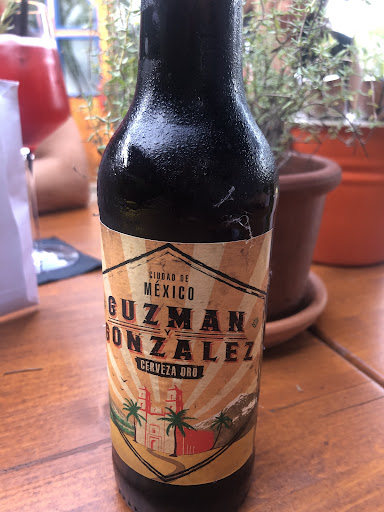 CIUDAD DE
MÉXICO
GUZMAN
Y
GONZALEZ
CERVEZA ORO